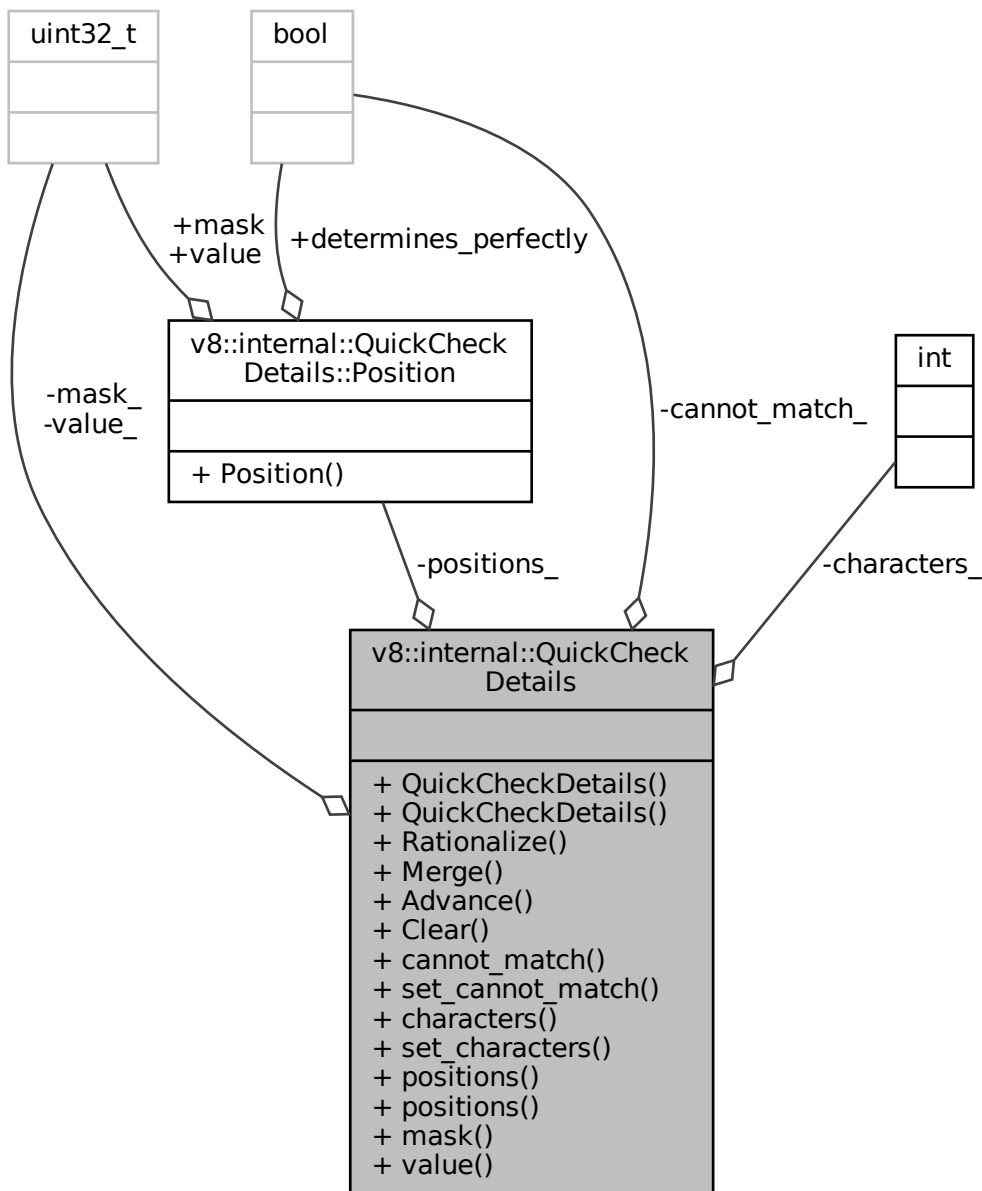 uint32_t
bool
+mask
+value
+determines_perfectly
v8::internal::QuickCheck
Details::Position
+ Position()
int
-mask_
-value_
-cannot_match_
-positions_
-characters_
v8::internal::QuickCheck
Details
+ QuickCheckDetails()
+ QuickCheckDetails()
+ Rationalize()
+ Merge()
+ Advance()
+ Clear()
+ cannot_match()
+ set_cannot_match()
+ characters()
+ set_characters()
+ positions()
+ positions()
+ mask()
+ value()